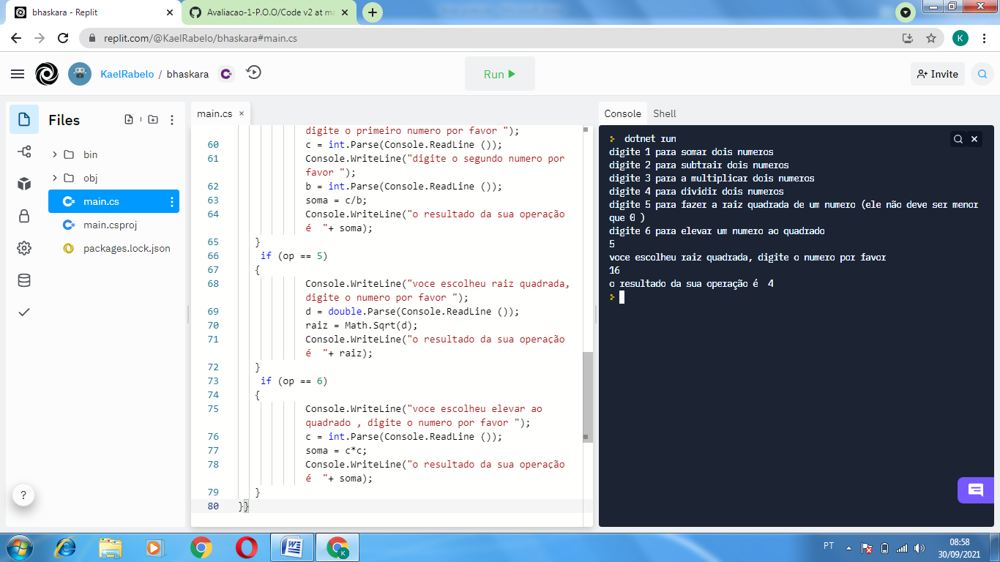 bhaskara - Replit
Avaliacao-1-P.O.O/Code v2 at ma
replit.com/@KaelRabelo/bhaskara#main.cs
K
KaelRabelo / bhaskara
Run
Invite
Files
bin
obj
main.cs
main.csproj
packages.lock.json
?
main.cs
digite o primeiro numero por favor ");
60 c = int.Parse(Console.ReadLine ());
61 Console.WriteLine("digite o segundo numero por
favor ");
62 b = int.Parse(Console.ReadLine ());
63 soma = c/b;
64 Console.WriteLine("o resultado da sua operação
é  "+ soma);
65 }
66 if (op == 5)
67 {
68 Console.WriteLine("voce escolheu raiz quadrada,
digite o numero por favor ");
69 d = double.Parse(Console.ReadLine ());
70 raiz = Math.Sqrt(d);
71 Console.WriteLine("o resultado da sua operação
é  "+ raiz);
72 }
73 if (op == 6)
74 {
75 Console.WriteLine("voce escolheu elevar ao
quadrado , digite o numero por favor ");
76 c = int.Parse(Console.ReadLine ());
77 soma = c*c;
78 Console.WriteLine("o resultado da sua operação
é  "+ soma);
79 }
80 }}
Console Shell
dotnet run
digite 1 para somar dois numeros
digite 2 para subtrair dois numeros
digite 3 para a multiplicar dois numeros
digite 4 para dividir dois numeros
digite 5 para fazer a raiz quadrada de um numero (ele não deve ser menor
que 0 )
digite 6 para elevar um numero ao quadrado
5
voce escolheu raiz quadrada, digite o numero por favor
16
o resultado da sua operação é  4
PT
08:58
30/09/2021